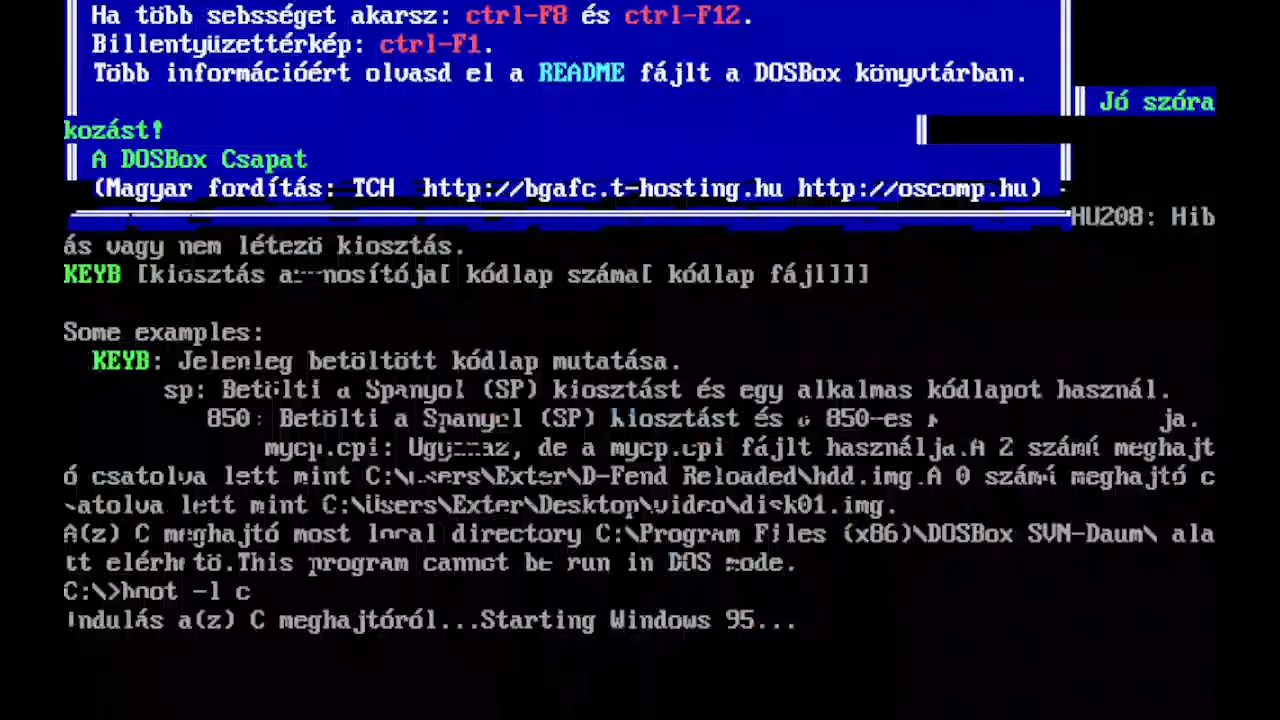 Ha több sebsséget akarsz: ctrl-F8 és ctrl-F12.
Billentyüzettérkép: ctrl-F1.
Több információért olvasd el a README fájlt a DOSBox könyvtárban.
Jó szóra
kozást!
A DOSBox Csapat
(Magyar fordítás: TCH http://bgafc.t-hosting.hu http://oscomp.hu)
HU208: Hib
ás vagy nem létezö kiosztás.
KEYB [kiosztás kódlap száma[ kódlap fájl]]]
Some examples:
KEYB: Jelenleg betöltött kódlap mutatása.
sp: Betölti a Spanyol (SP) kiosztást és egy alkalmas kódlapot használ.
850: Betölti a Spanyol (SP) kiosztást és 850-es ja.
mycp.cpi: de a mycp.cpi fájlt használja.A 2 számú meghajt
ó csatolva lett mint C:\Users\Exter\D-Fend Reloaded\hdd.img.A 0 számú meghajtó c
satolva lett mint C:\Users\Exter\Desktop\video\disk01.img.
A(z) C meghajtó most local directory C:\Program Files (x86)\DOSBox SVN-Daum\ ala
tt elérhetö.This program cannot be run in DOS mode.
C:\>boot -l c
Indulás a(z) C meghajtóról...Starting Windows 95...